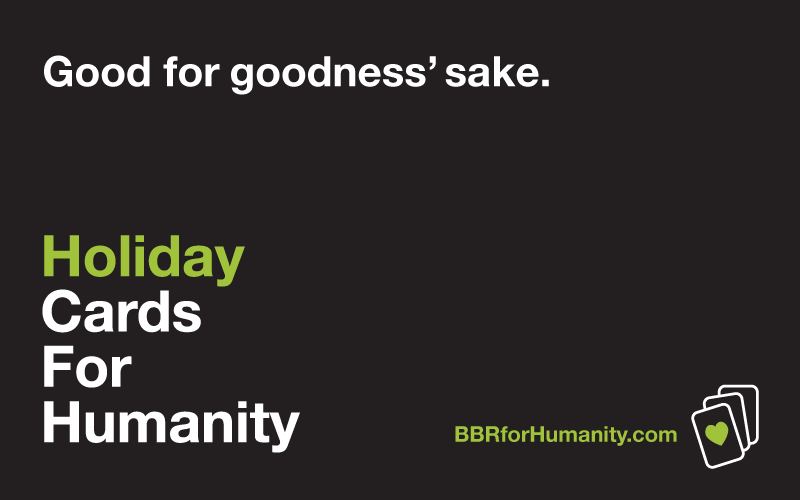 Good for goodness’ sake.
Holiday
Cards
For
Humanity
BBRforHumanity.com